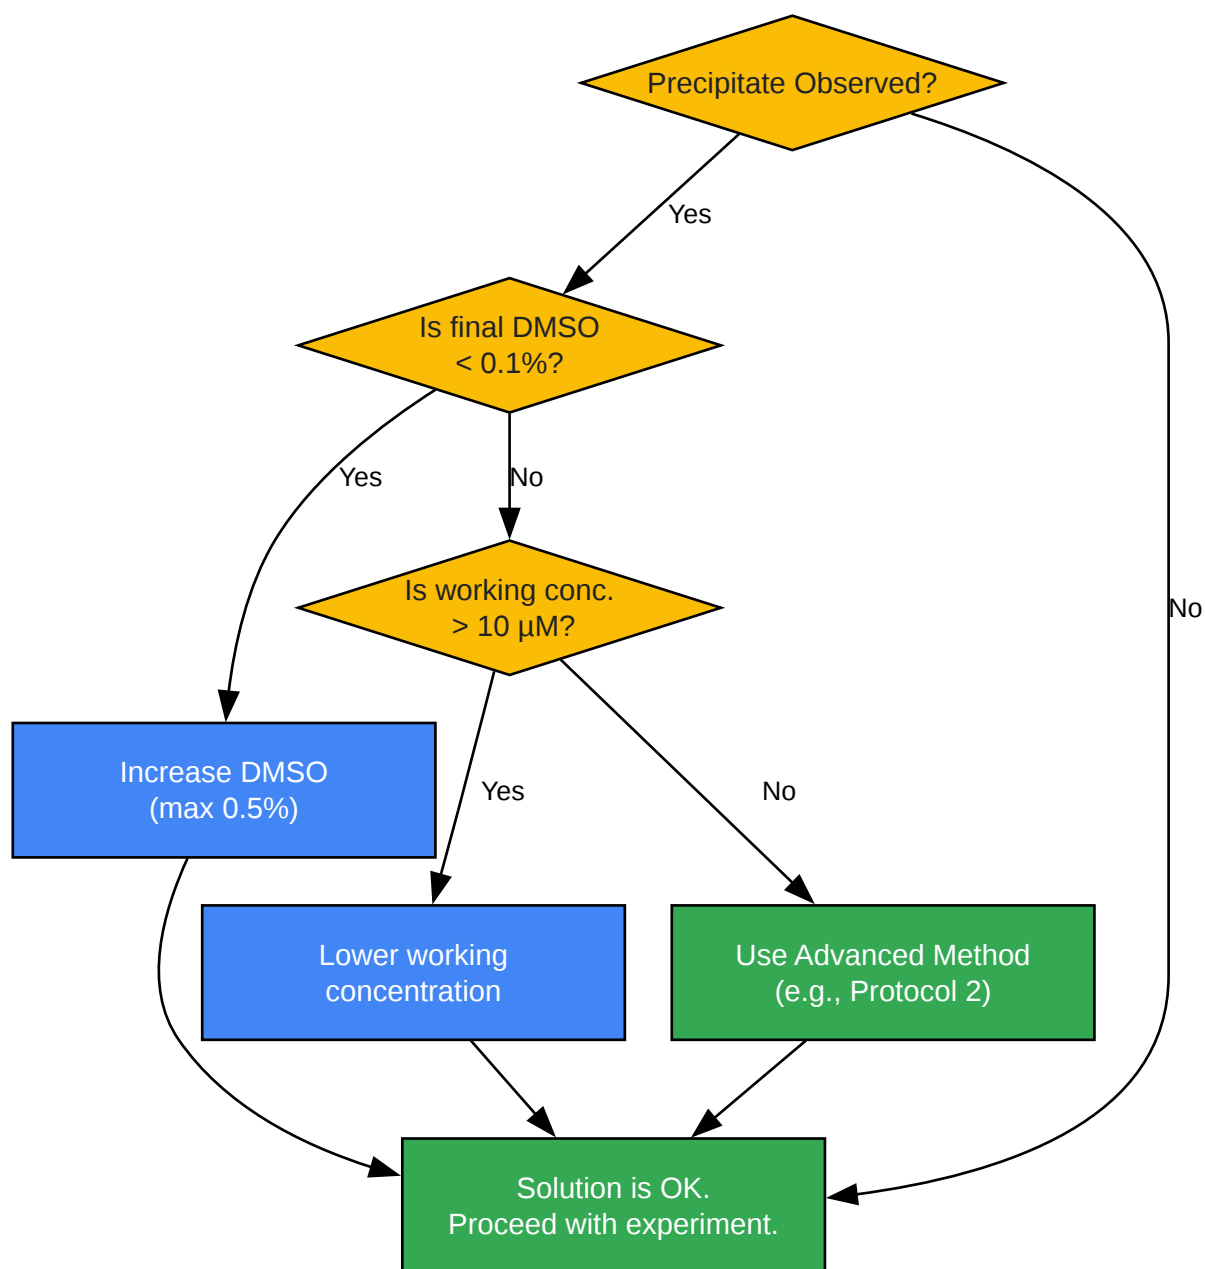 Precipitate Observed?
Yes
Is final DMSO
< 0.1%?
Yes
No
Is working conc.
> 10 µM?
No
Increase DMSO
(max 0.5%)
Yes
No
Lower working
concentration
Use Advanced Method
(e.g., Protocol 2)
Solution is OK.
Proceed with experiment.